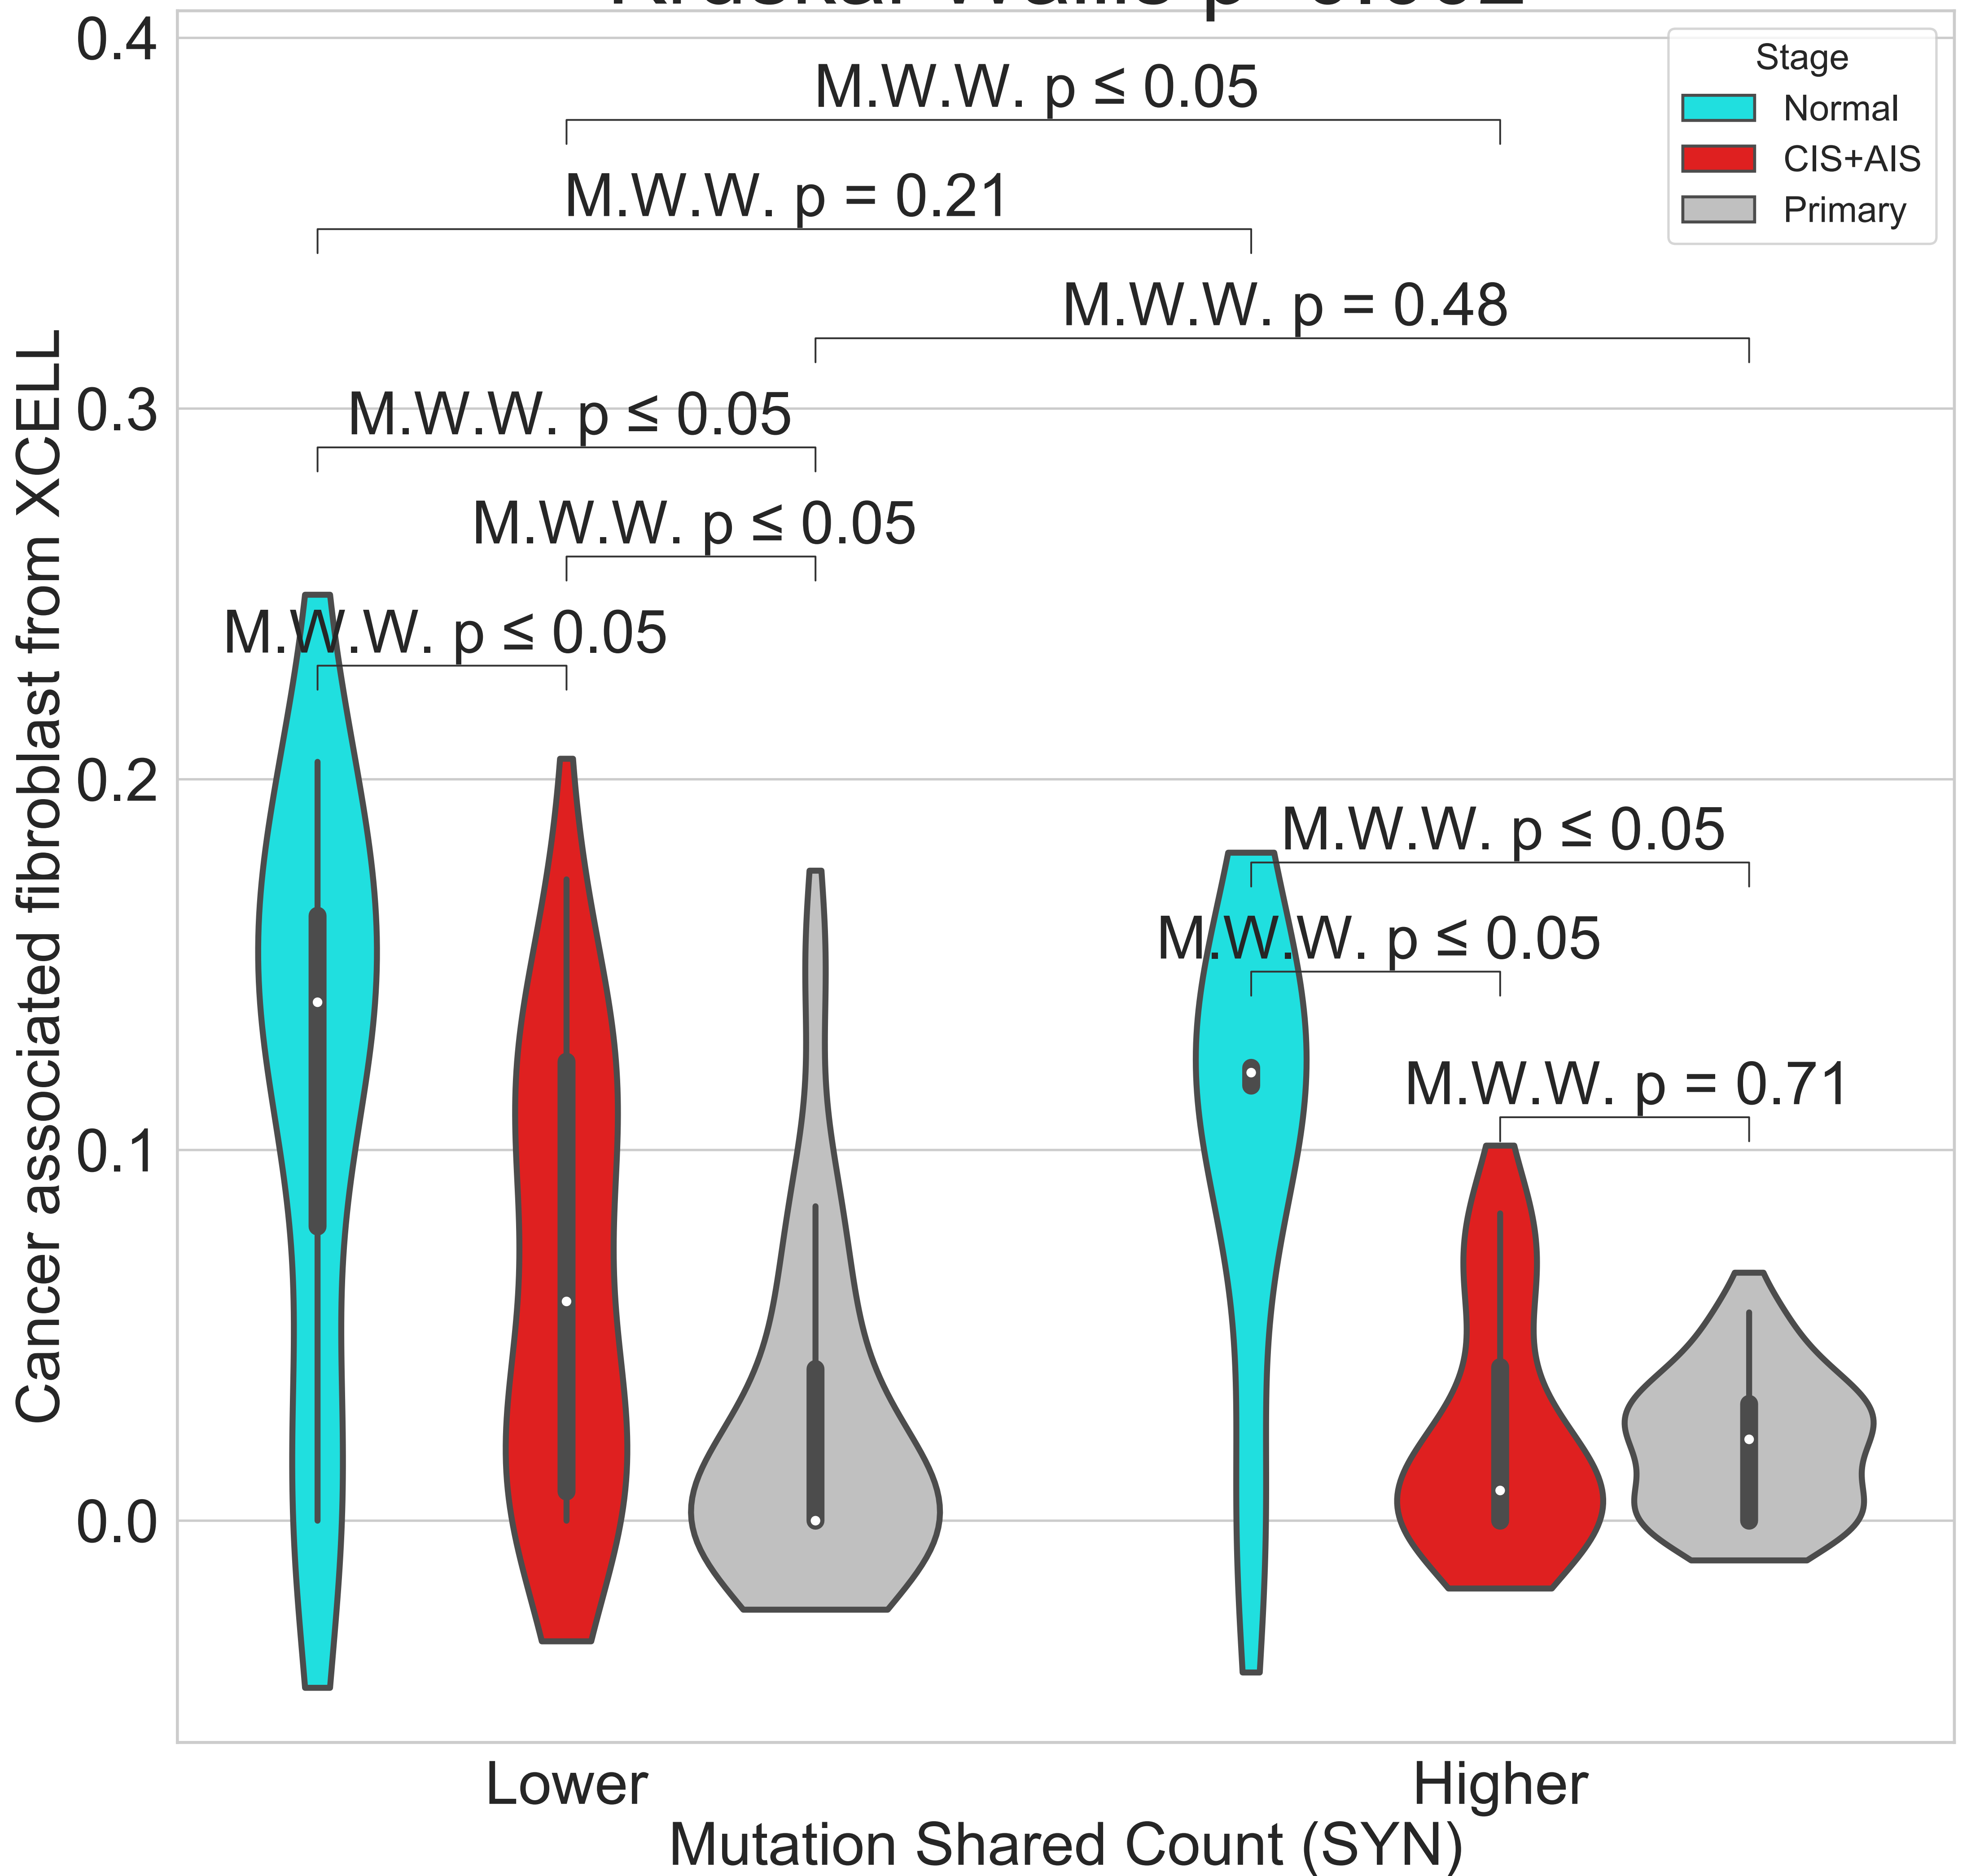 0.4
0.3
0.2
0.1
0.0
Cancer associated fibroblast from XCELL
Stage
Normal
CIS+AIS
Primary
M.W.W. p ≤ 0.05
M.W.W. p = 0.21
M.W.W. p = 0.48
M.W.W. p ≤ 0.05
M.W.W. p ≤ 0.05
M.W.W. p ≤ 0.05
M.W.W. p ≤ 0.05
M.W.W. p ≤ 0.05
M.W.W. p = 0.71
Lower
Higher
Mutation Shared Count (SYN)